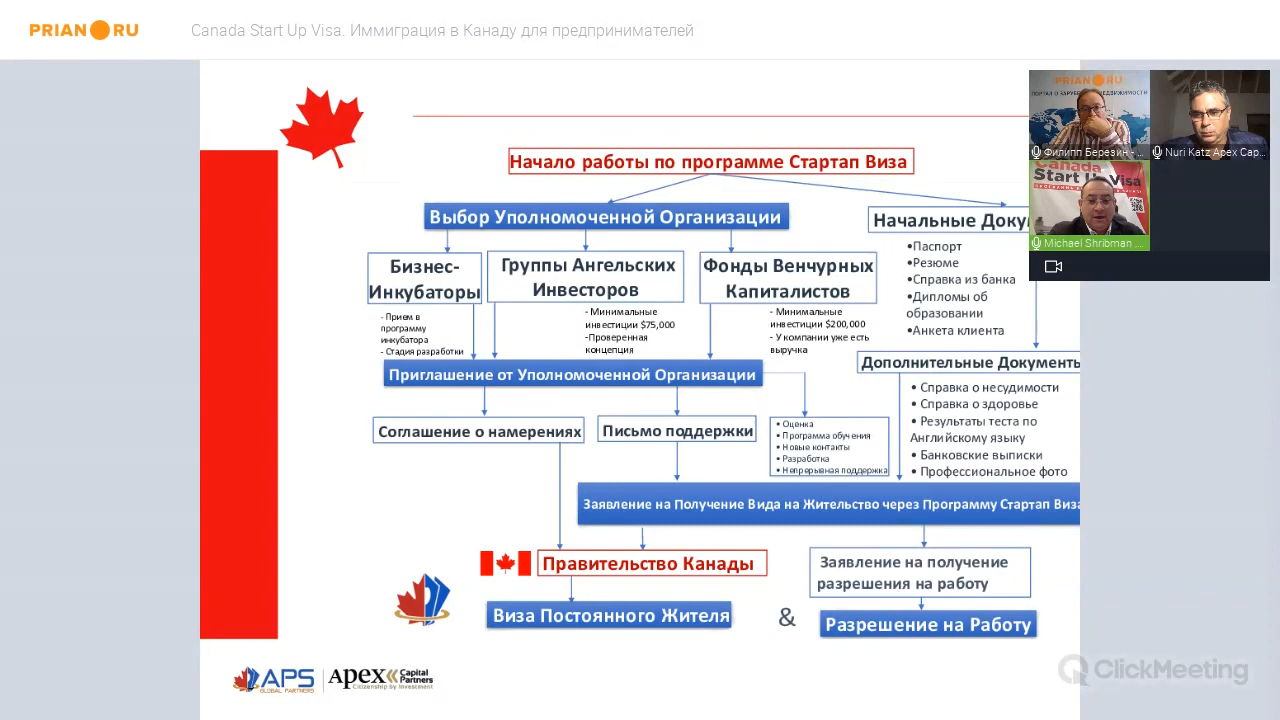 PRIAN RU
Canada Start Up Visa. Иммиграция в Канаду для предпринимателей
PRIAN RU
ПОРТАЛ О ЗАРУБЕЖНОЙ НЕДВИЖИМОСТИ
Филипп Березин - ...
Nuri Katz Apex Cap...
Canada
Start Up Visa
Michael Shribman ...
Начало работы по программе Стартап Виза
Выбор Уполномоченной Организации
Начальные Доку
Бизнес-
Инкубаторы
Группы Ангельских
Инвесторов
Фонды Венчурных
Капиталистов
•Паспорт
•Резюме
•Справка из банка
•Дипломы об
образовании
•Анкета клиента
- Прием в
программу
инкубатора
- Стадия разработки
- Минимальные
инвестиции $75,000
-Проверенная
концепция
- Минимальные
инвестиции $200,000
- У компании уже есть
выручка
Дополнительные Документы
Приглашение от Уполномоченной Организации
• Справка о несудимости
• Справка о здоровье
• Результаты теста по
Английскому языку
• Банковские выписки
• Профессиональное фото
Соглашение о намерениях
Письмо поддержки
• Оценка
• Программа обучения
• Новые контакты
• Разработка
• Непрерывная поддержка
Заявление на Получение Вида на Жительство через Программу Стартап Виза
Правительство Канады
Заявление на получение
разрешения на работу
Виза Постоянного Жителя
&
Разрешение на Работу
APS
GLOBAL PARTNERS
APEX
Capital
Partners
Citizenship by Investment
ClickMeeting